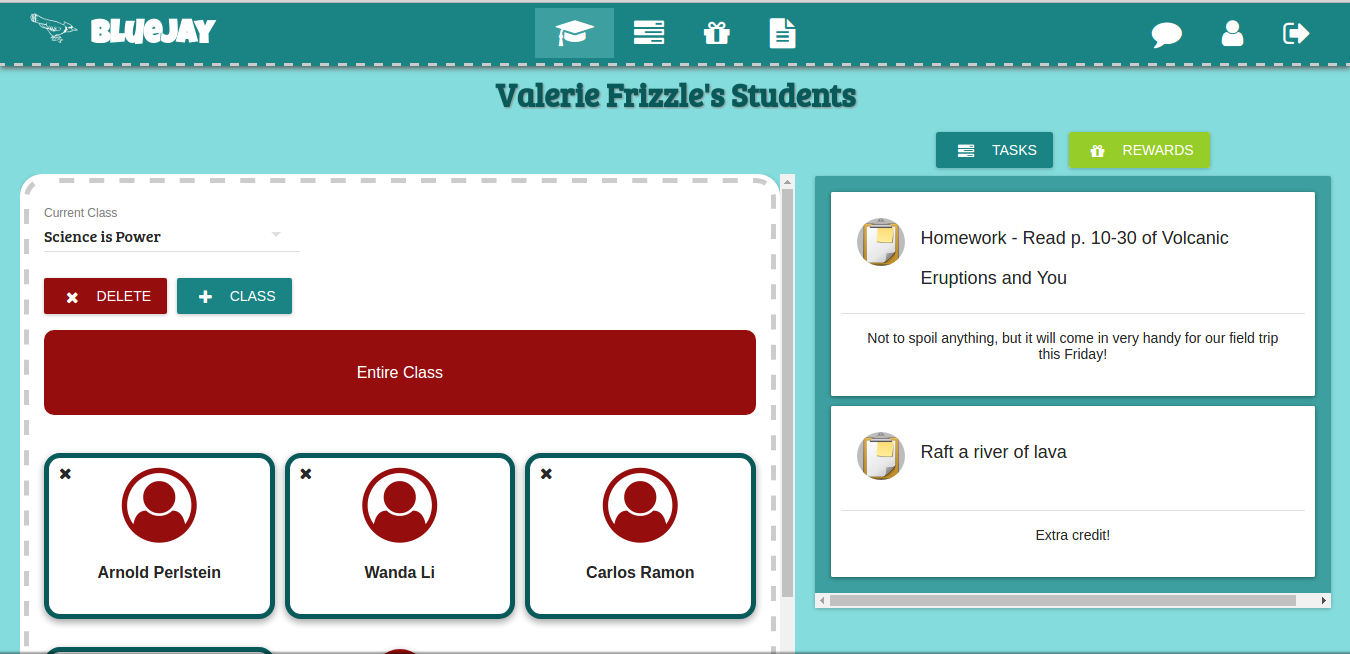 BLUEJAY
Valerie Frizzle's Students
TASKS
REWARDS
Current Class
Science is Power
DELETE
CLASS
Entire Class
Arnold Perlstein
Wanda Li
Carlos Ramon
Homework - Read p. 10-30 of Volcanic
Eruptions and You
Not to spoil anything, but it will come in very handy for our field trip
this Friday!
Raft a river of lava
Extra credit!